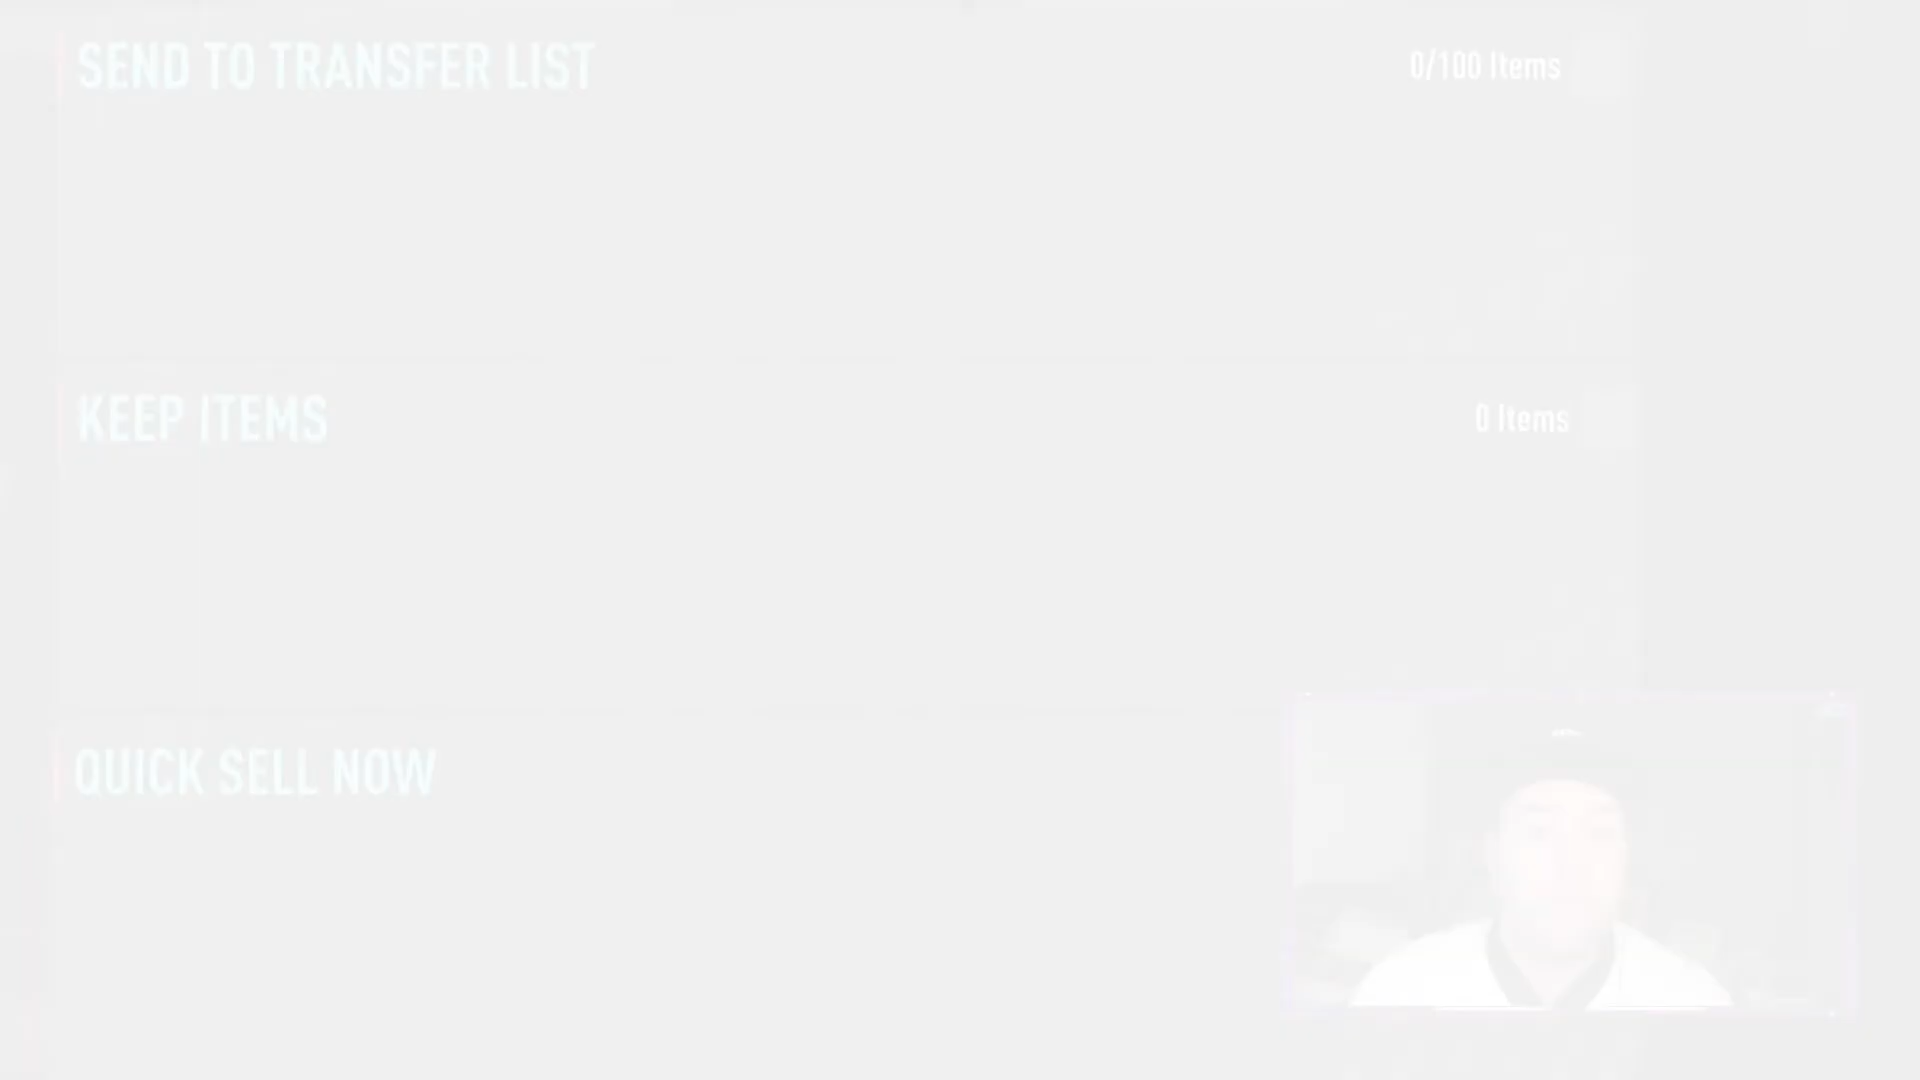 SEND TO TRANSFER LIST
0/100 Items
KEEP ITEMS
0 Items
QUICK SELL NOW